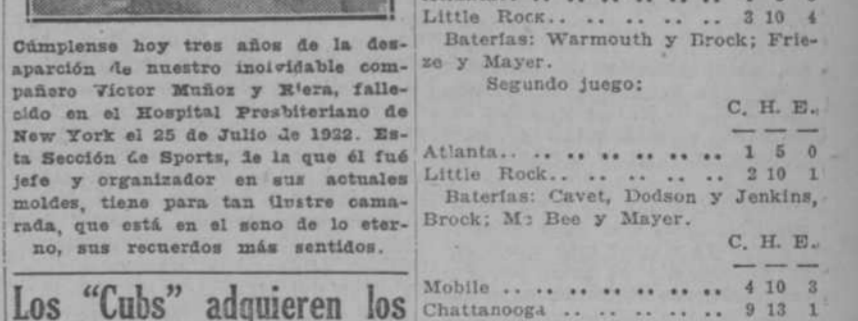 Cúmplense hoy tres años de la des-
aparción de nuestro inolvidable com-
pañero Víctor Muñoz y Riera, falle-
cido en el Hospital Presbiteriano de
New York el 25 de Julio de 1922. Es-
ta Sección de Sports, de la que él fué
jefe y organizador en sus actuales
moldes, tiene para tan ilustre cama-
rada, que está en el seno de lo eter-
no, sus recuerdos más sentidos.
Los "Cubs" adquieren los
Little Rock.. .. .. .. .. .. 3 10 4
Baterías: Warmouth y Brock; Frie-
ze y Mayer.
Segundo juego:
C. H. E.
Atlanta.. .. .. .. .. .. .. 1 5 0
Little Rock.. .. .. .. .. .. 2 10 1
Baterías: Cavet, Dodson y Jenkins,
Brock; Mc Bee y Mayer.
C. H. E.
Mobile .. .. .. .. .. .. .. 4 10 3
Chattanooga .. .. .. .. .. 9 13 1